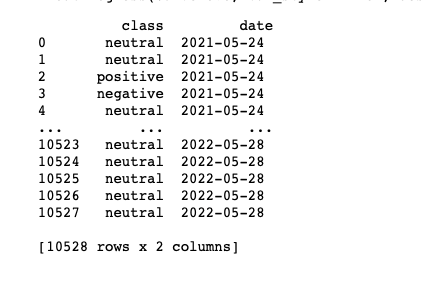 class date
0 neutral 2021-05-24
1 neutral 2021-05-24
2 positive 2021-05-24
3 negative 2021-05-24
4 neutral 2021-05-24
... ... ...
10523 neutral 2022-05-28
10524 neutral 2022-05-28
10525 neutral 2022-05-28
10526 neutral 2022-05-28
10527 neutral 2022-05-28
[10528 rows x 2 columns]